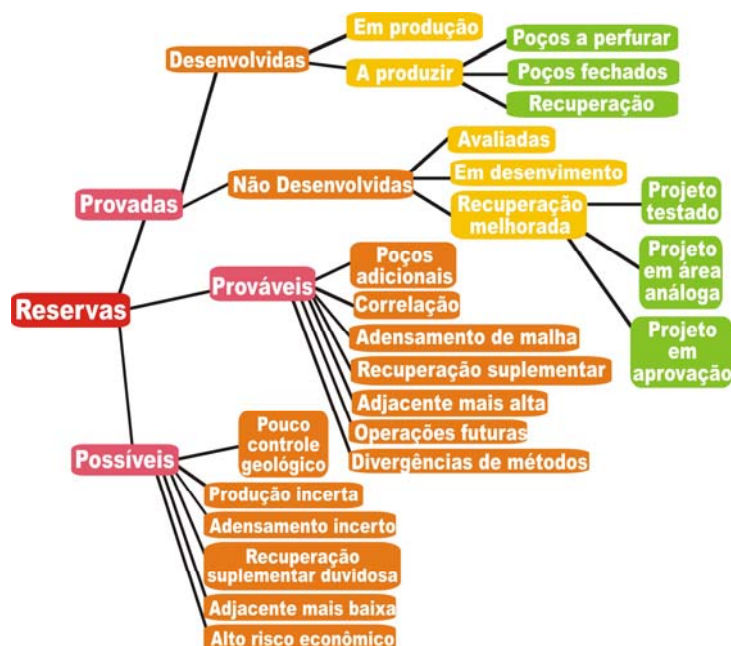 Reservas
Provadas
Desenvolvidas
Em produção
A produzir
Poços a perfurar
Poços fechados
Recuperação
Não Desenvolvidas
Avaliadas
Em desenvimento
Recuperação
melhorada
Projeto
testado
Projeto
em área
análoga
Projeto
em
aprovação
Prováveis
Poços
adicionais
Correlação
Adensamento de malha
Recuperação suplementar
Adjacente mais alta
Operações futuras
Divergências de métodos
Possíveis
Pouco
controle
geológico
Produção incerta
Adensamento incerto
Recuperação
suplementar duvidosa
Adjacente mais baixa
Alto risco econômico